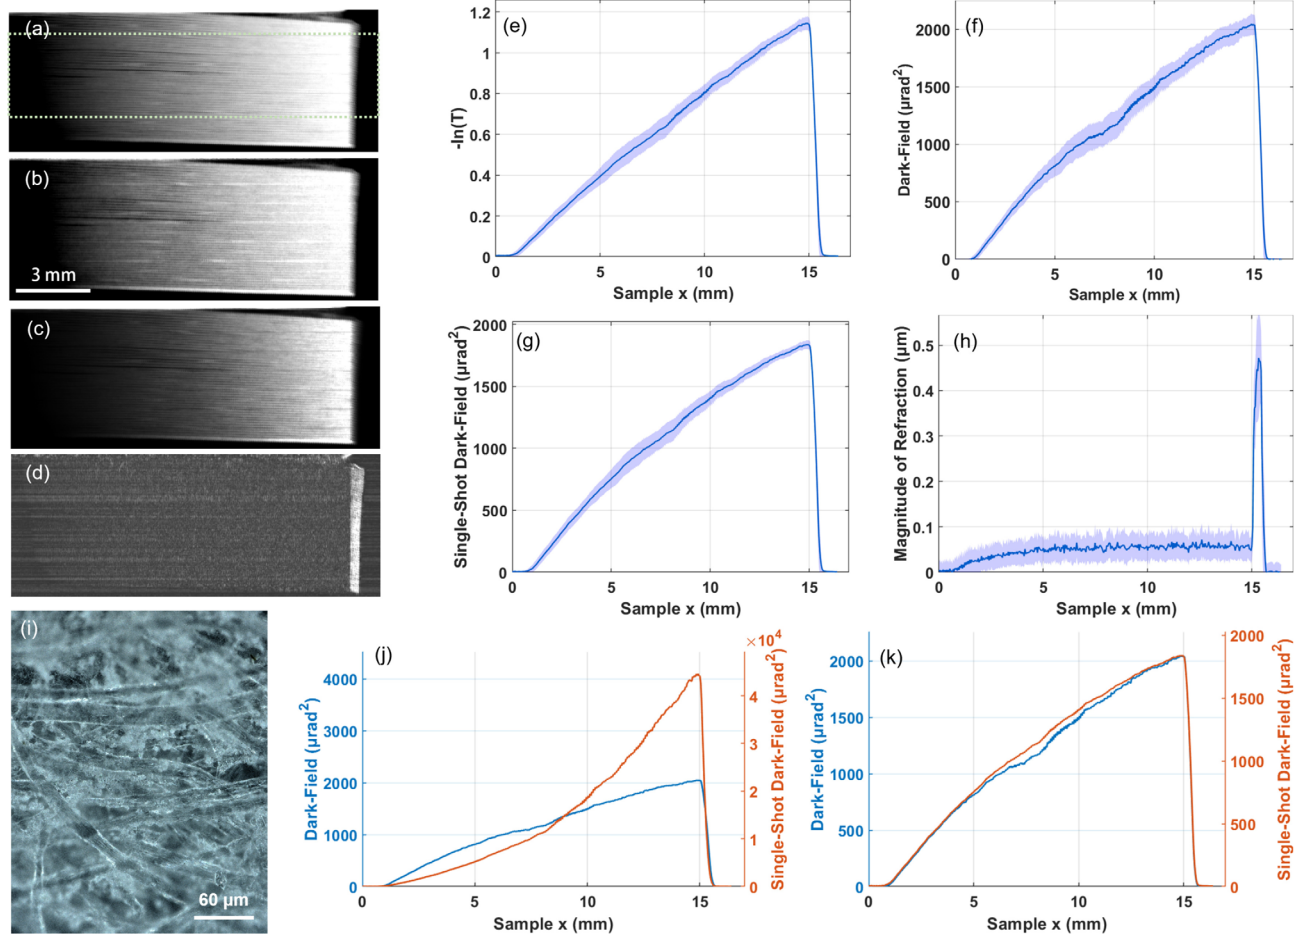 (a)
(b)
3 mm
(c)
(d)
(e)
1.2
1
0.8
0.6
0.4
0.2
0
-ln(T)
0
5
10
15
Sample x (mm)
(f)
2000
1500
1000
500
0
Dark-Field (µrad²)
0
5
10
15
Sample x (mm)
(g)
2000
1500
1000
500
0
Single-Shot Dark-Field (µrad²)
0
5
10
15
Sample x (mm)
(h)
0.5
0.4
0.3
0.2
0.1
0
Magnitude of Refraction (µm)
0
5
10
15
Sample x (mm)
(i)
60 µm
(j)
4000
3000
2000
1000
0
Dark-Field (µrad²)
×10⁴
4
3
2
1
0
Single-Shot Dark-Field (µrad²)
0
5
10
15
Sample x (mm)
(k)
2000
1500
1000
500
0
Dark-Field (µrad²)
2000
1500
1000
500
0
Single-Shot Dark-Field (µrad²)
0
5
10
15
Sample x (mm)